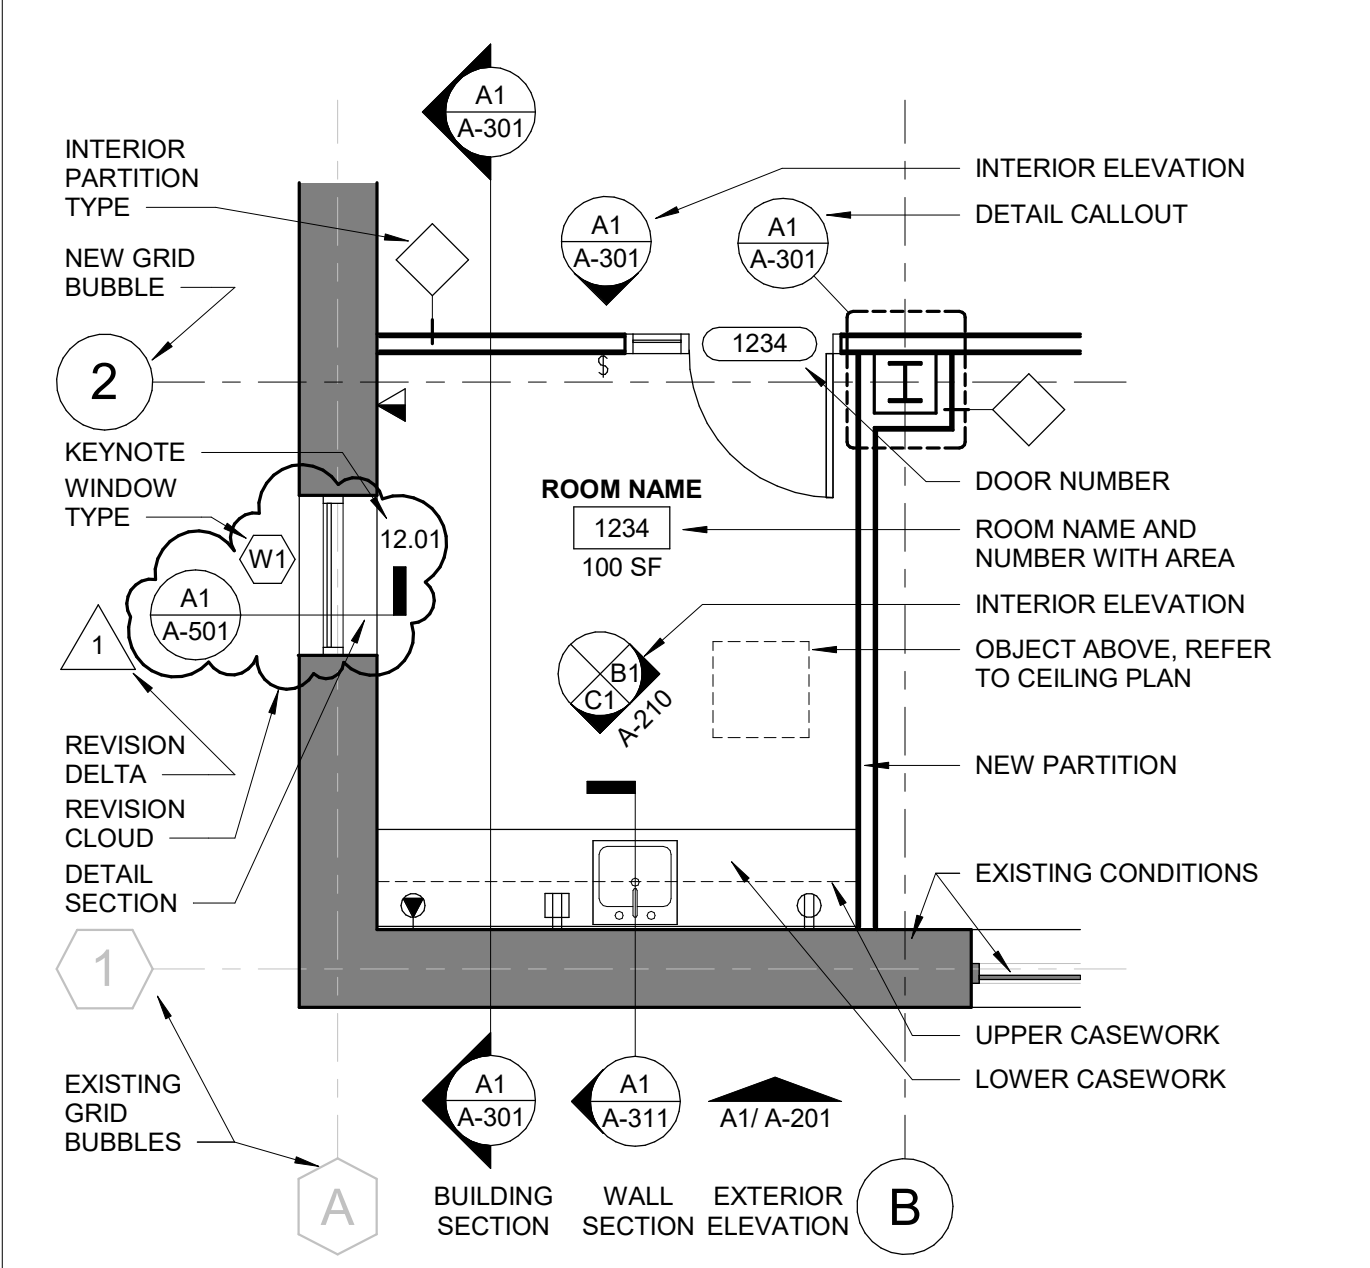 A1
A-301
INTERIOR
PARTITION
TYPE
INTERIOR ELEVATION
DETAIL CALLOUT
A1
A-301
A1
A-301
NEW GRID
BUBBLE
2
1234
$
KEYNOTE
WINDOW
TYPE
DOOR NUMBER
ROOM NAME
1234
100 SF
ROOM NAME AND
NUMBER WITH AREA
12.01
W1
A1
A-501
1
INTERIOR ELEVATION
B1
C1
A-210
OBJECT ABOVE, REFER
TO CEILING PLAN
REVISION
DELTA
REVISION
CLOUD
DETAIL
SECTION
NEW PARTITION
EXISTING CONDITIONS
1
UPPER CASEWORK
LOWER CASEWORK
EXISTING
GRID
BUBBLES
A1
A-301
A1
A-311
A1/ A-201
A
BUILDING
SECTION
WALL
SECTION
EXTERIOR
ELEVATION
B